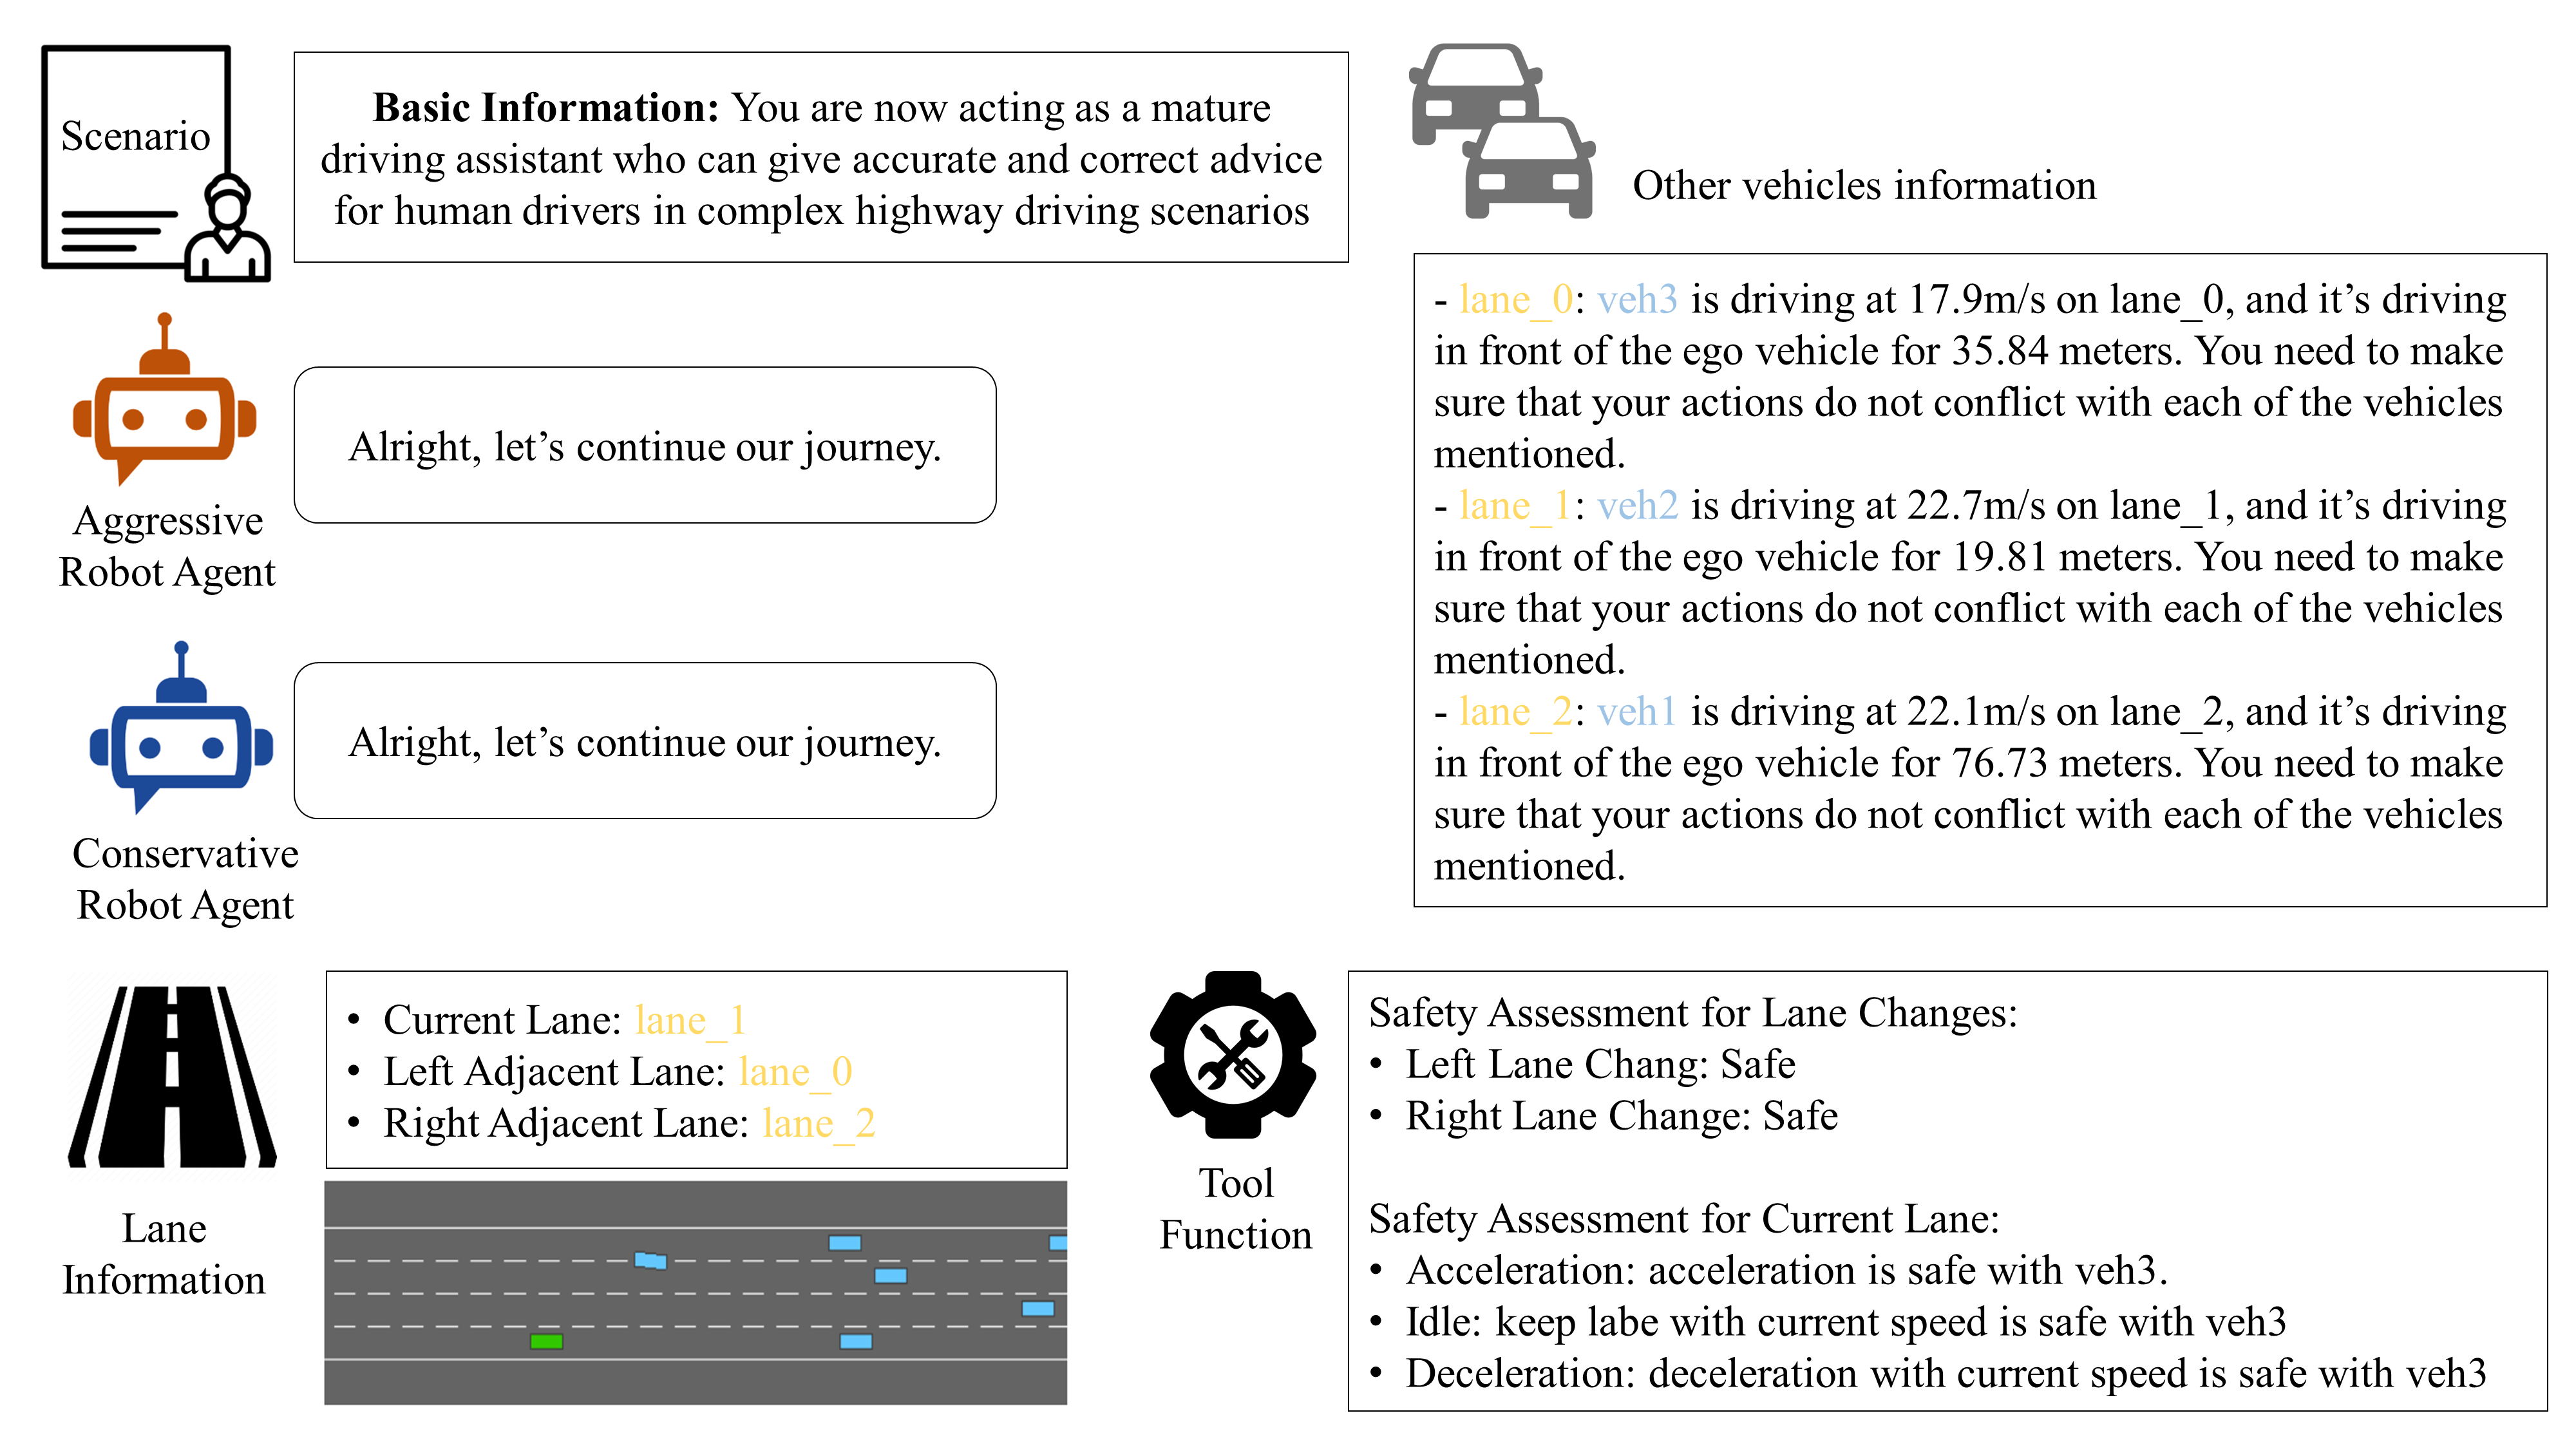 Scenario
Basic Information: You are now acting as a mature
driving assistant who can give accurate and correct advice
for human drivers in complex highway driving scenarios
Aggressive
Robot Agent
Alright, let’s continue our journey.
Conservative
Robot Agent
Alright, let’s continue our journey.
Other vehicles information
- lane_0: veh3 is driving at 17.9m/s on lane_0, and it’s driving
in front of the ego vehicle for 35.84 meters. You need to make
sure that your actions do not conflict with each of the vehicles
mentioned.
- lane_1: veh2 is driving at 22.7m/s on lane_1, and it’s driving
in front of the ego vehicle for 19.81 meters. You need to make
sure that your actions do not conflict with each of the vehicles
mentioned.
- lane_2: veh1 is driving at 22.1m/s on lane_2, and it’s driving
in front of the ego vehicle for 76.73 meters. You need to make
sure that your actions do not conflict with each of the vehicles
mentioned.
Lane
Information
• Current Lane: lane_1
• Left Adjacent Lane: lane_0
• Right Adjacent Lane: lane_2
Tool
Function
Safety Assessment for Lane Changes:
• Left Lane Chang: Safe
• Right Lane Change: Safe
Safety Assessment for Current Lane:
• Acceleration: acceleration is safe with veh3.
• Idle: keep labe with current speed is safe with veh3
• Deceleration: deceleration with current speed is safe with veh3